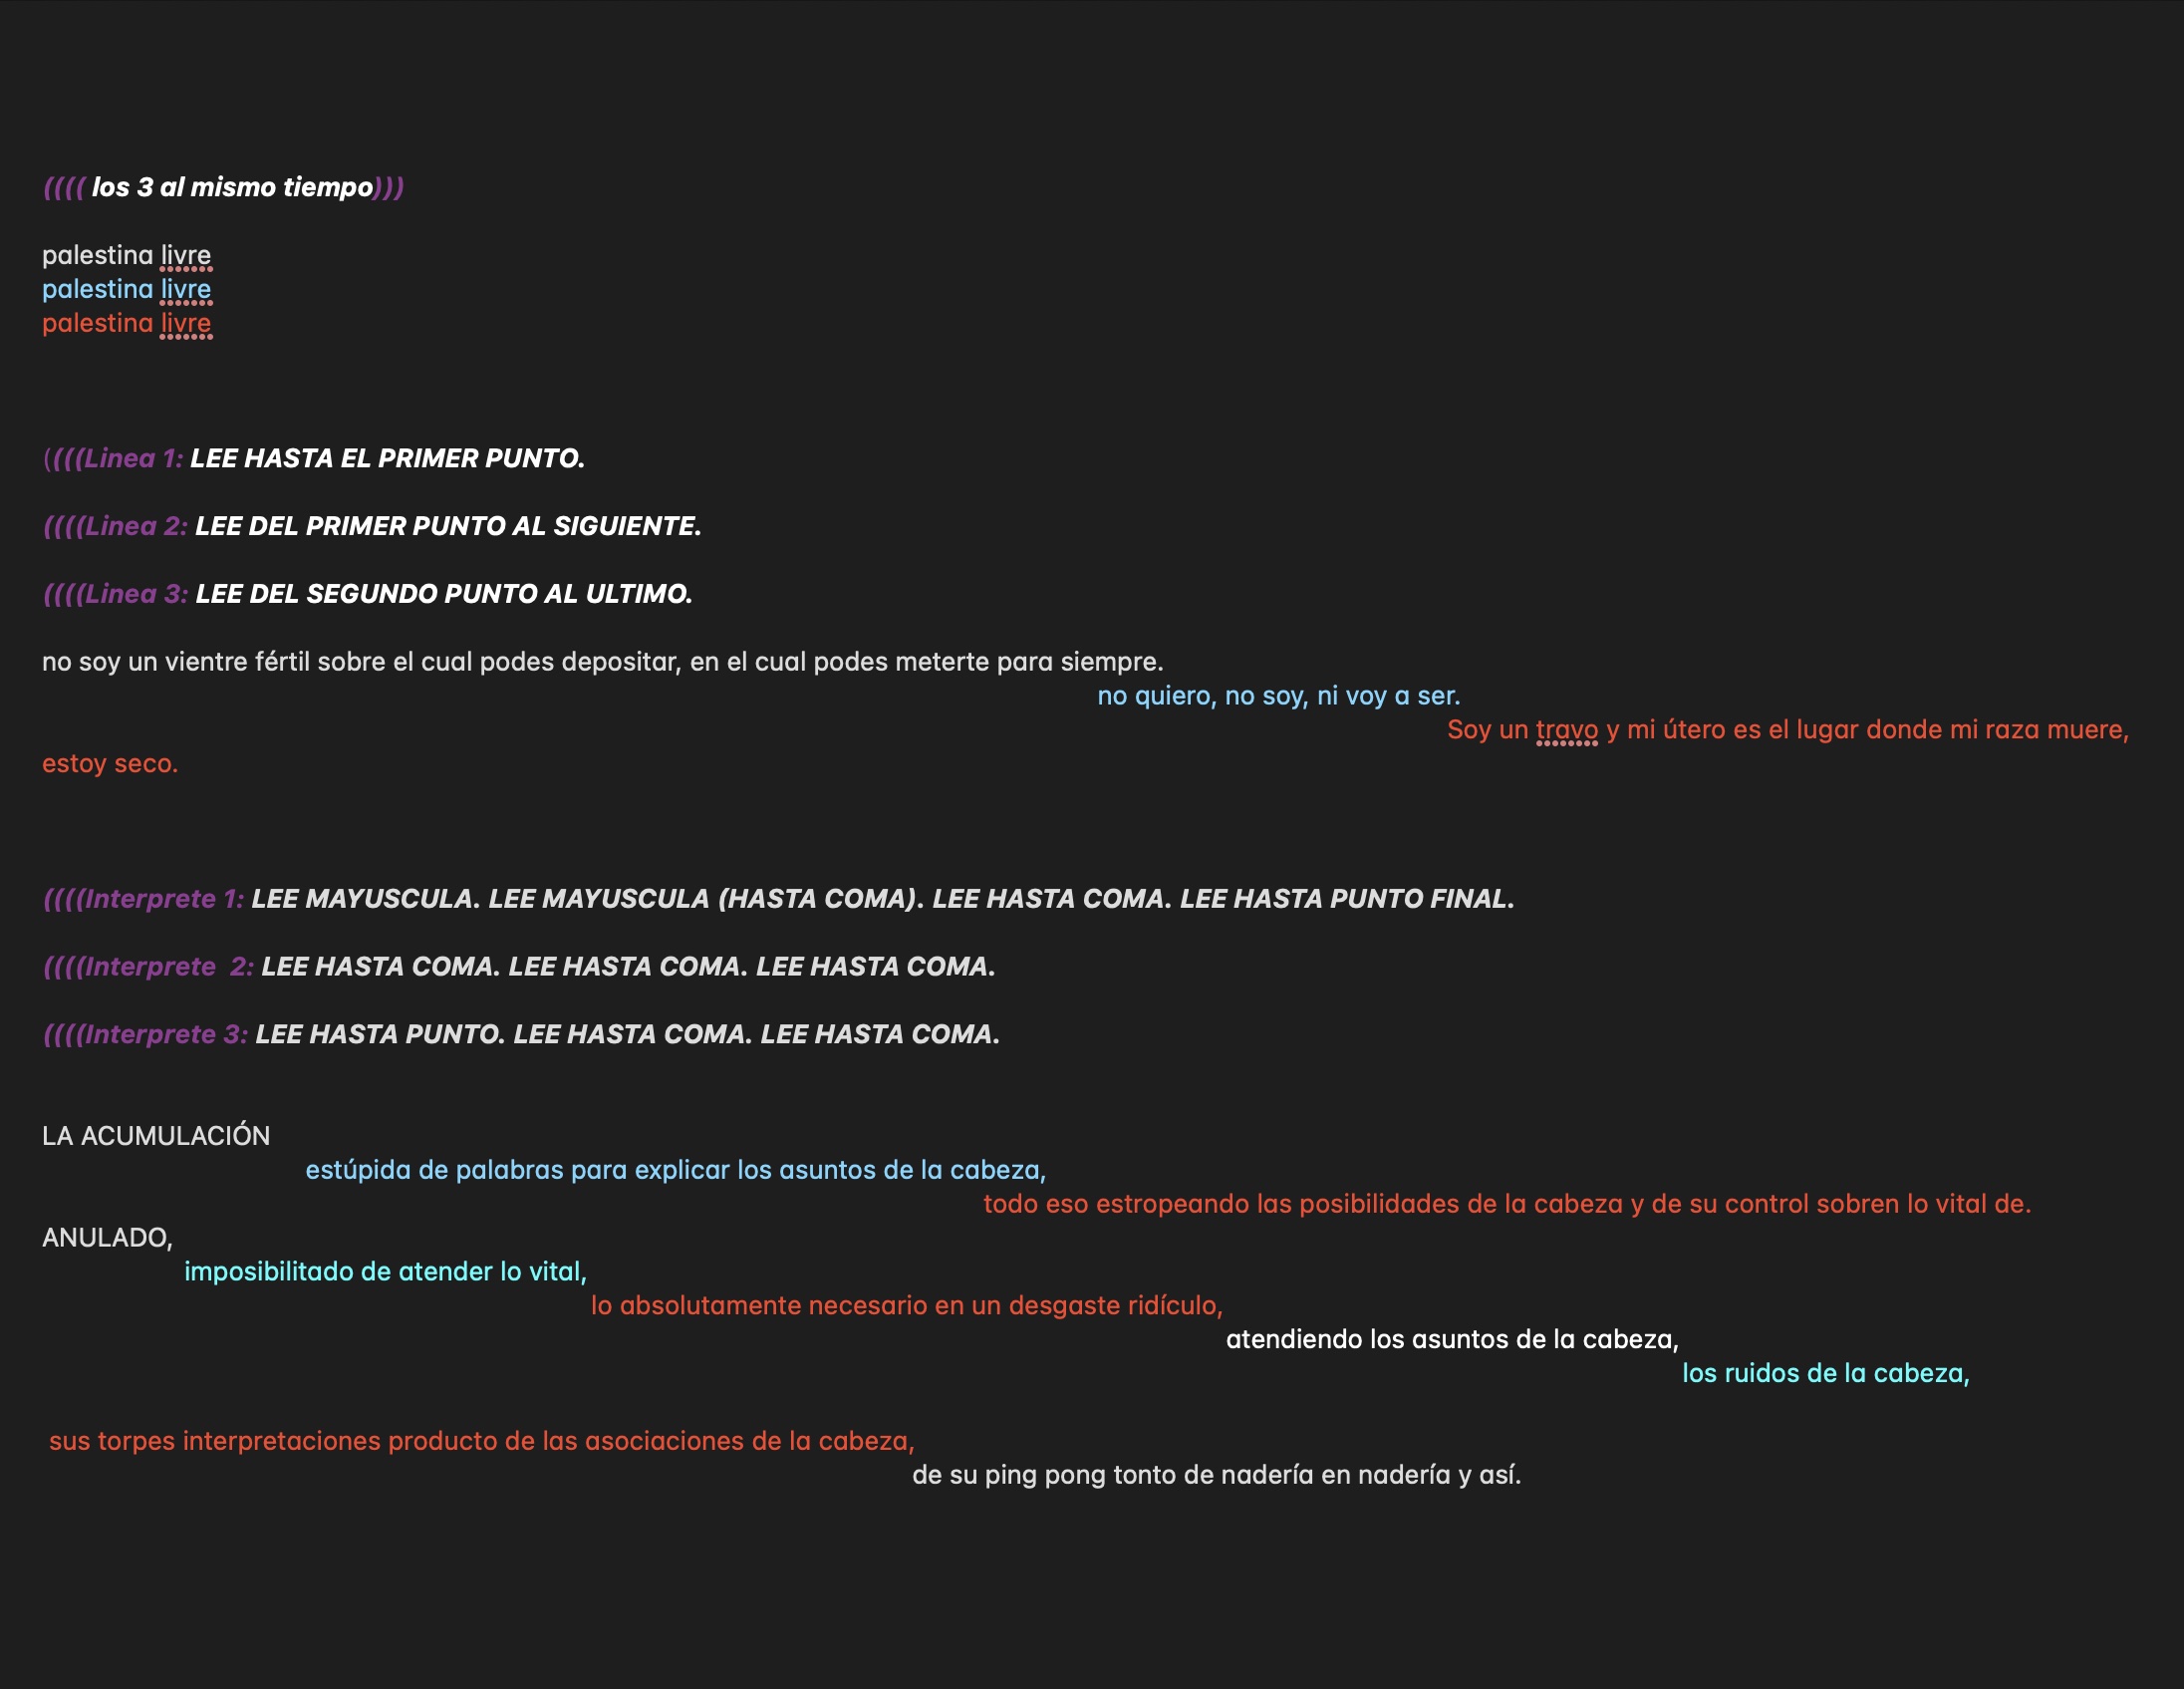 (((( los 3 al mismo tiempo)))
palestina livre
palestina livre
palestina livre
((((Linea 1: LEE HASTA EL PRIMER PUNTO.
((((Linea 2: LEE DEL PRIMER PUNTO AL SIGUIENTE.
((((Linea 3: LEE DEL SEGUNDO PUNTO AL ULTIMO.
no soy un vientre fértil sobre el cual podes depositar, en el cual podes meterte para siempre.
no quiero, no soy, ni voy a ser.
Soy un travo y mi útero es el lugar donde mi raza muere,
estoy seco.
((((Interprete 1: LEE MAYUSCULA. LEE MAYUSCULA (HASTA COMA). LEE HASTA COMA. LEE HASTA PUNTO FINAL.
((((Interprete  2: LEE HASTA COMA. LEE HASTA COMA. LEE HASTA COMA.
((((Interprete 3: LEE HASTA PUNTO. LEE HASTA COMA. LEE HASTA COMA.
LA ACUMULACIÓN
estúpida de palabras para explicar los asuntos de la cabeza,
todo eso estropeando las posibilidades de la cabeza y de su control sobren lo vital de.
ANULADO,
imposibilitado de atender lo vital,
lo absolutamente necesario en un desgaste ridículo,
atendiendo los asuntos de la cabeza,
los ruidos de la cabeza,
sus torpes interpretaciones producto de las asociaciones de la cabeza,
de su ping pong tonto de nadería en nadería y así.